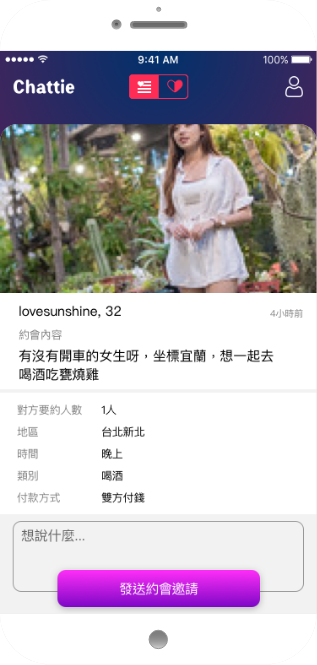 9:41 AM 100%
Chattie
lovesunshine, 32
4小時前
約會內容
有沒有開車的女生呀，坐標宜蘭，想一起去
喝酒吃甕燒雞
對方要約人數 1人
地區 台北新北
時間 晚上
類別 喝酒
付款方式 雙方付錢
想說什麼...
發送約會邀請